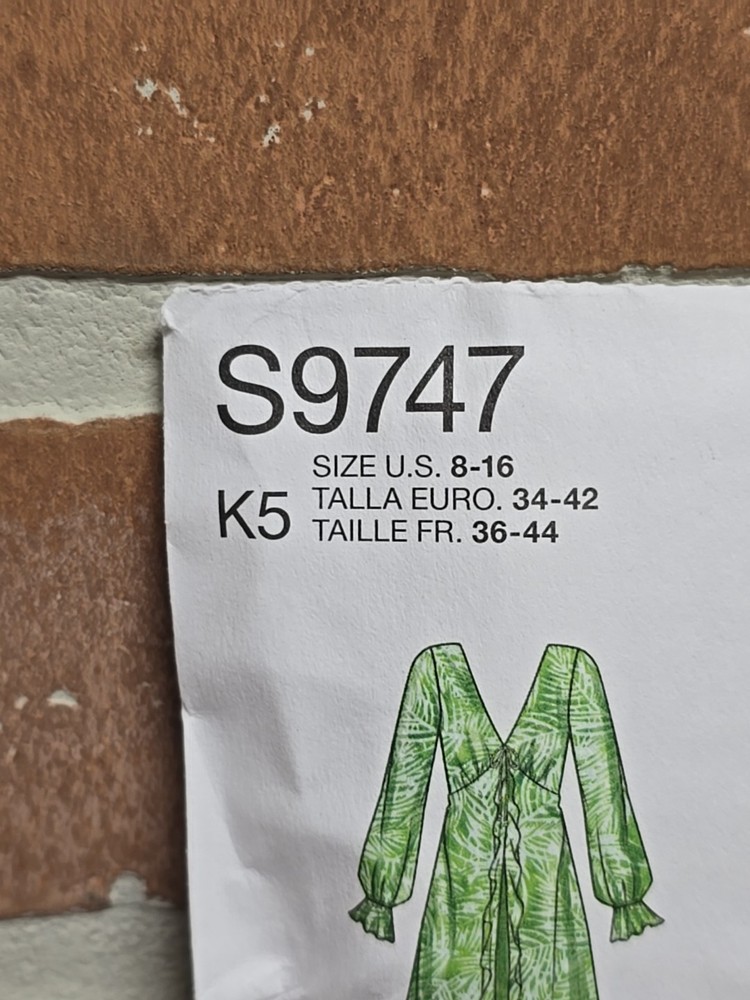 S9747
SIZE U.S. 8-16
K5 TALLA EURO. 34-42
TAILLE FR. 36-44